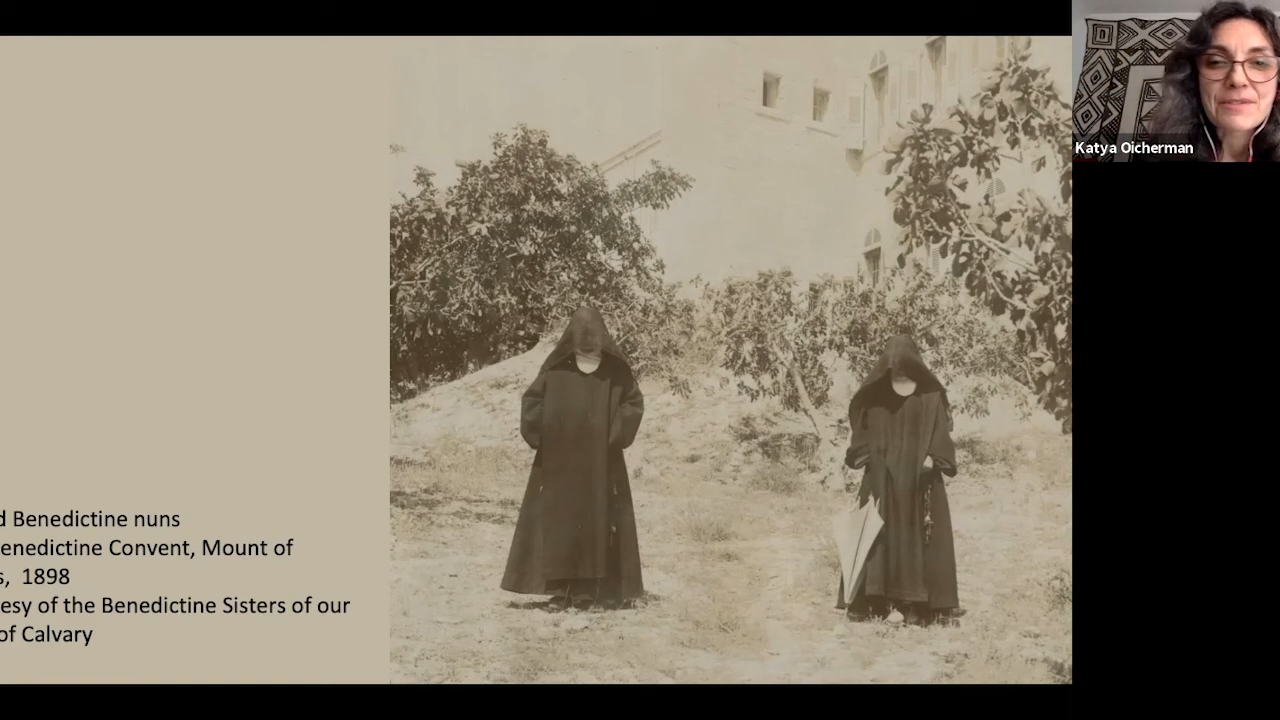 d Benedictine nuns
enedictine Convent, Mount of
s, 1898
esy of the Benedictine Sisters of our
of Calvary
Katya Oicherman